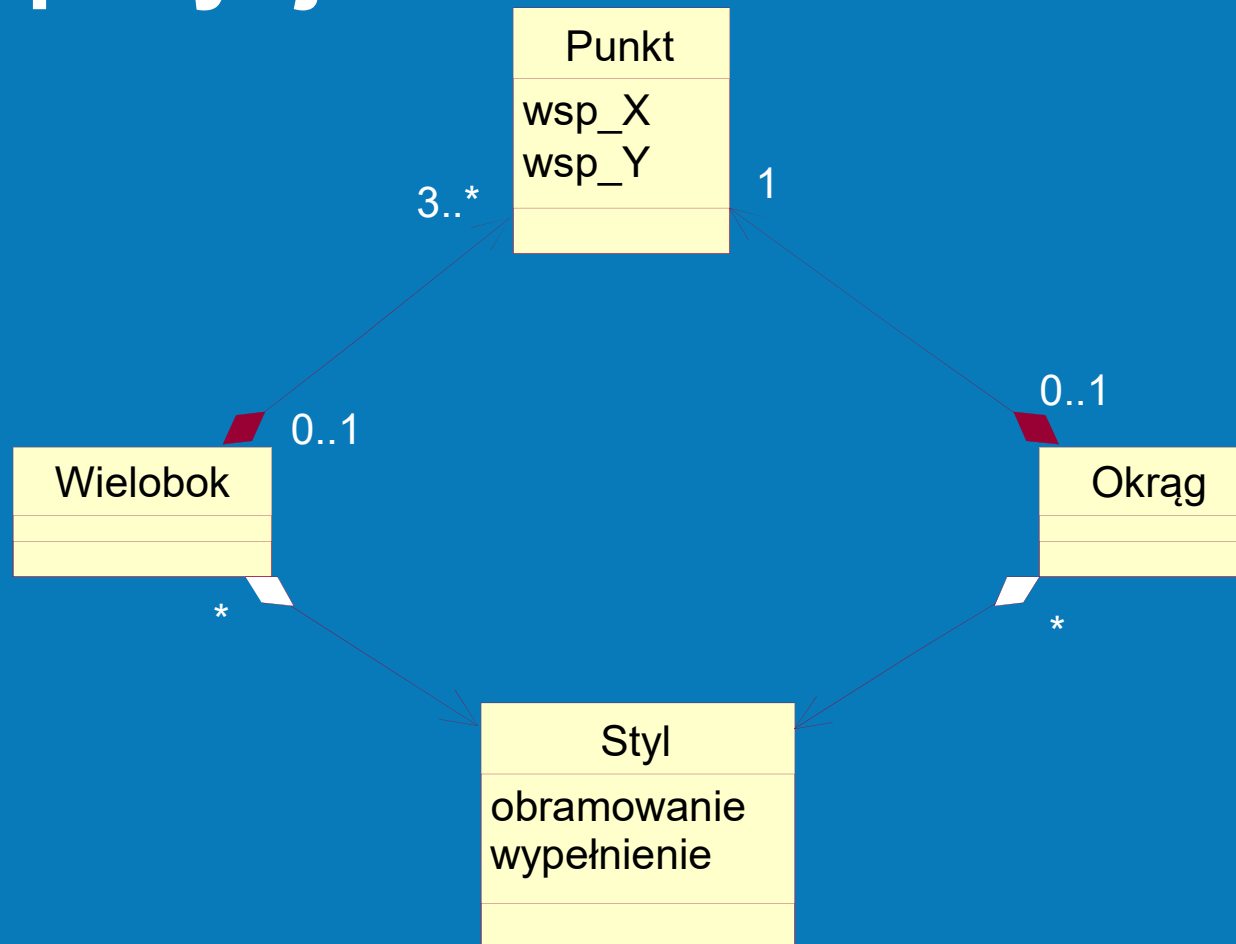 Punkt
wsp_X
wsp_Y
3..*
1
0..1
0..1
Wielobok
Okrąg
*
*
Styl
obramowanie
wypełnienie